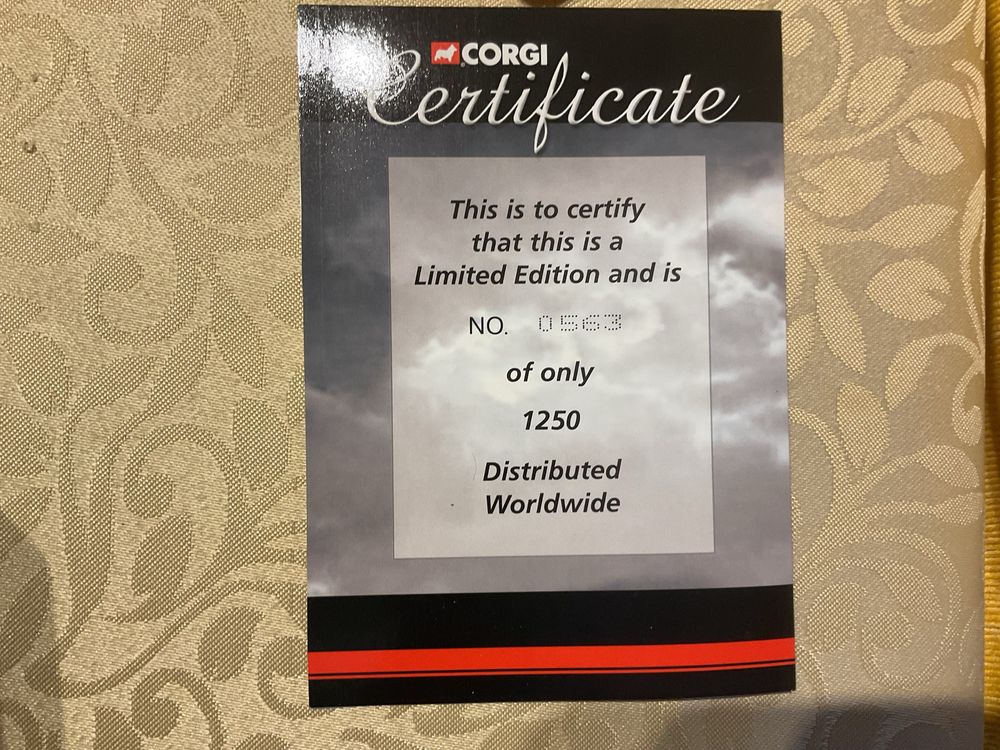 CORGI
Certificate
This is to certify
that this is a
Limited Edition and is
NO. 0563
of only
1250
Distributed
Worldwide